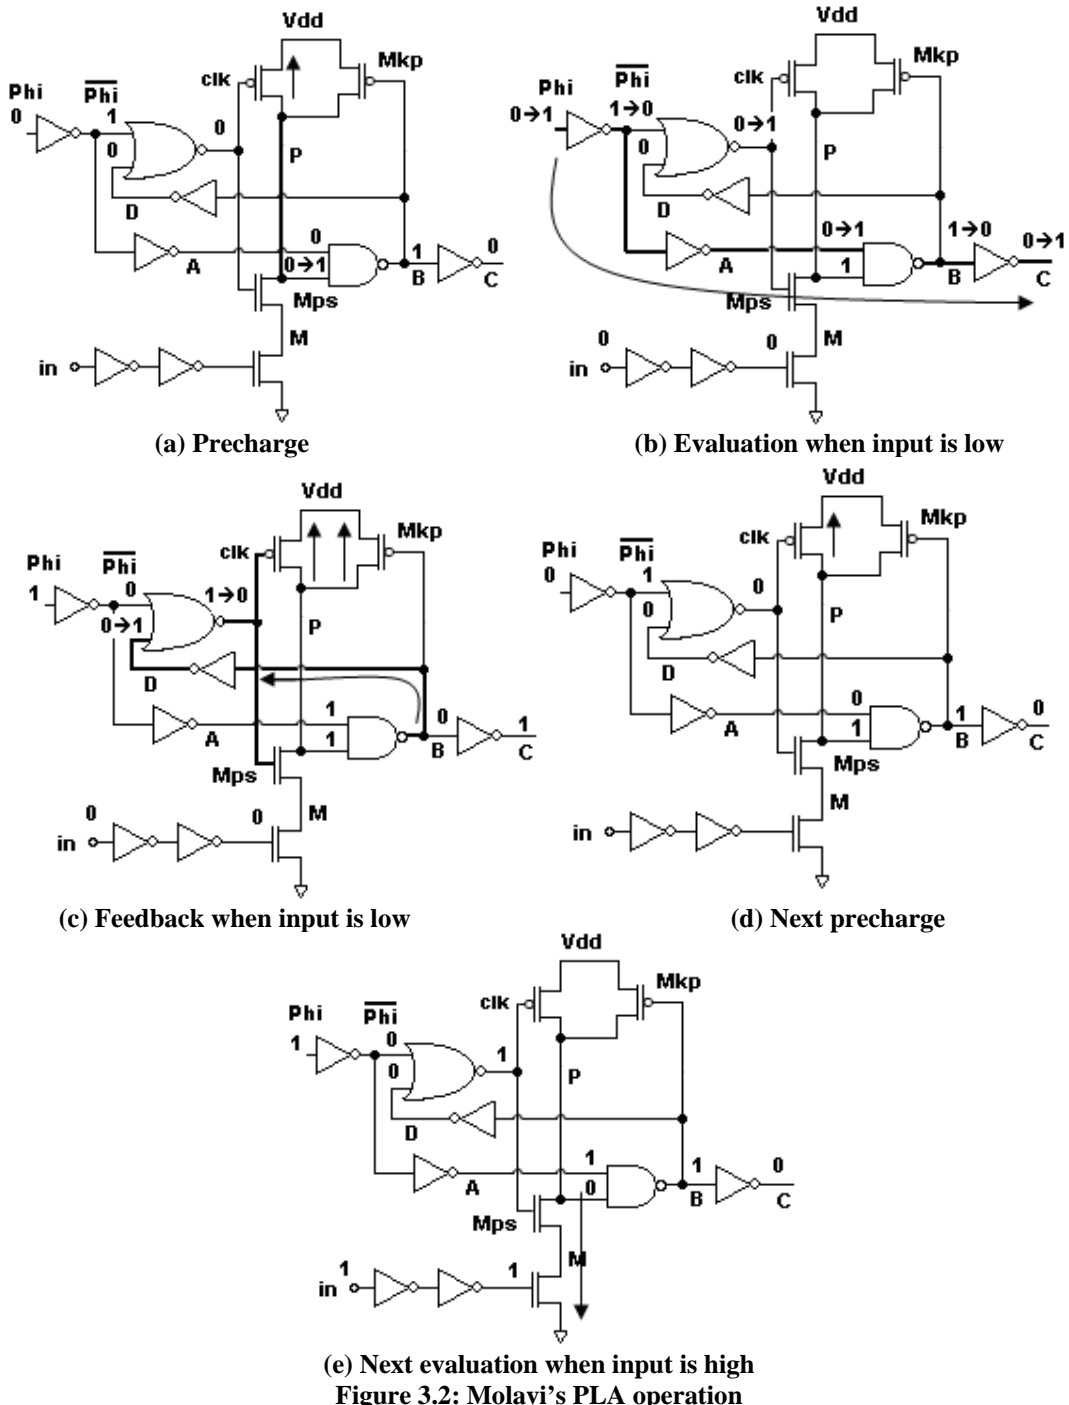 Vdd
Mkp
clk
Phi
Phi
0
1
0
0
P
D
0
A
0→1
1
0
B
C
Mps
M
in
(a) Precharge
Vdd
Mkp
clk
Phi
Phi
0→1
1→0
0→1
0
P
D
0→1
1→0
0→1
A
1
B
C
Mps
0
0
M
in
(b) Evaluation when input is low
Vdd
Mkp
clk
Phi
Phi
1
0
1→0
0→1
P
D
1
0
1
A
1
B
C
Mps
0
0
M
in
(c) Feedback when input is low
Vdd
Mkp
clk
Phi
Phi
0
1
0
0
P
D
0
1
0
A
1
B
C
Mps
M
in
(d) Next precharge
Vdd
Mkp
clk
Phi
Phi
1
0
1
0
P
D
1
1
0
A
0
B
C
Mps
M
1
1
in
(e) Next evaluation when input is high
Figure 3.2: Molavi's PLA operation